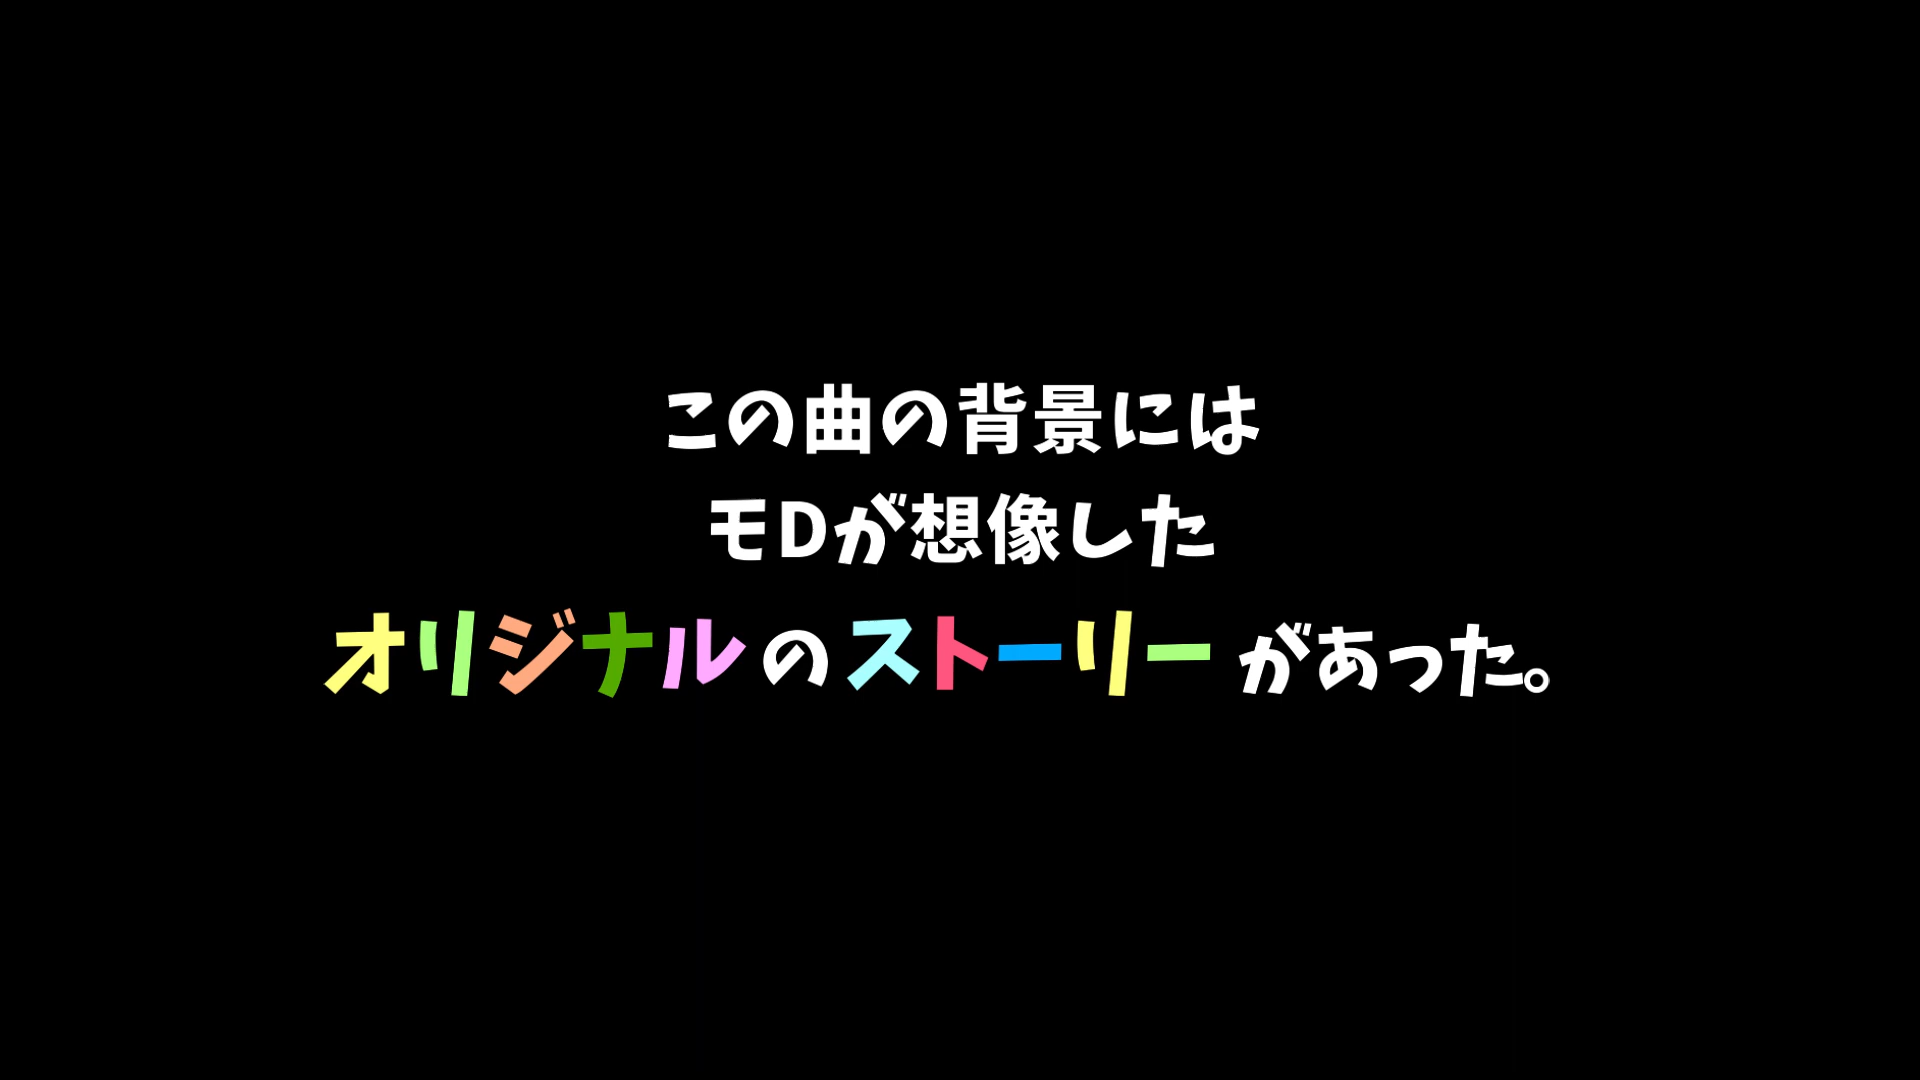 この曲の背景には
モDが想像した
オリジナルのストーリーがあった。